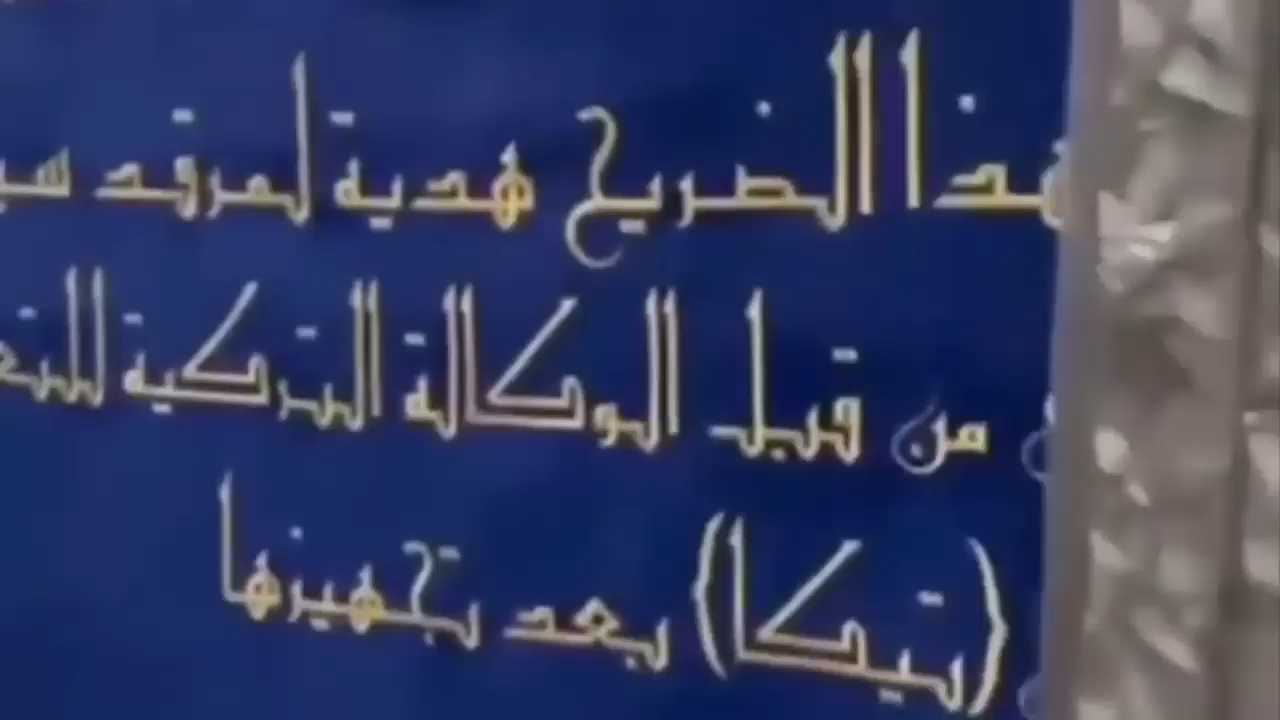 هذا الضريح هدية لمرقد
من قبل الوكالة التركية
(تيكا) بعد تجهيزها